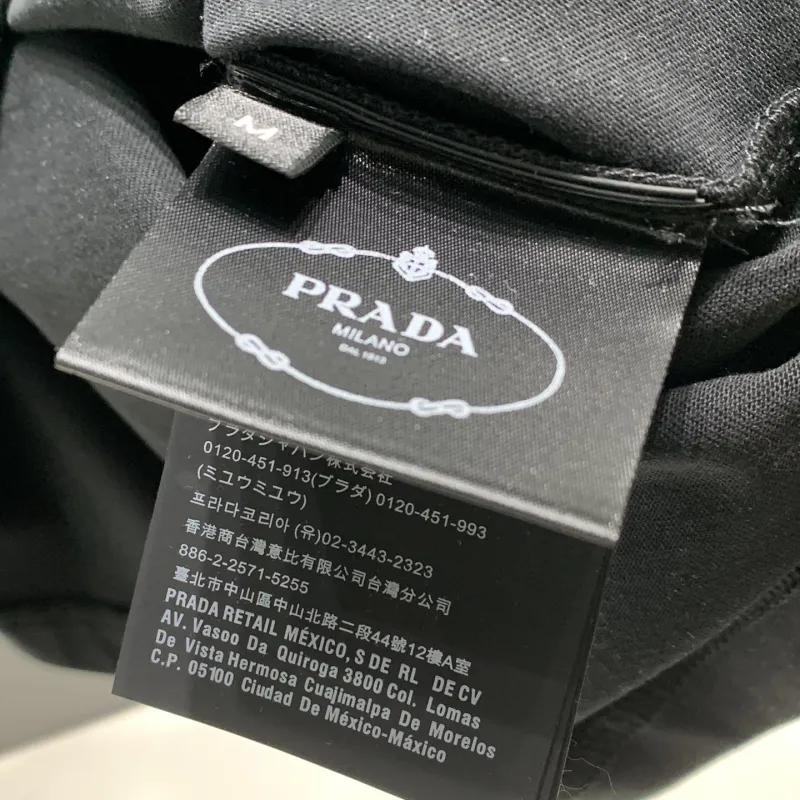 M
PRADA
MILANO
DAL 1913
プラダジャパン株式会社
0120-451-913(プラダ) 0120-451-993
(ミユウミユウ)
프라다코리아 (유)02-3443-2323
香港商台灣意比有限公司台灣分公司
886-2-2571-5255
臺北市中山區中山北路二段44號12樓A室
PRADA RETAIL MÉXICO, S DE RL DE CV
AV. Vasoo Da Quiroga 3800 Col. Lomas
De Vista Hermosa Cuajimalpa De Morelos
C.P. 05100 Ciudad De México-México